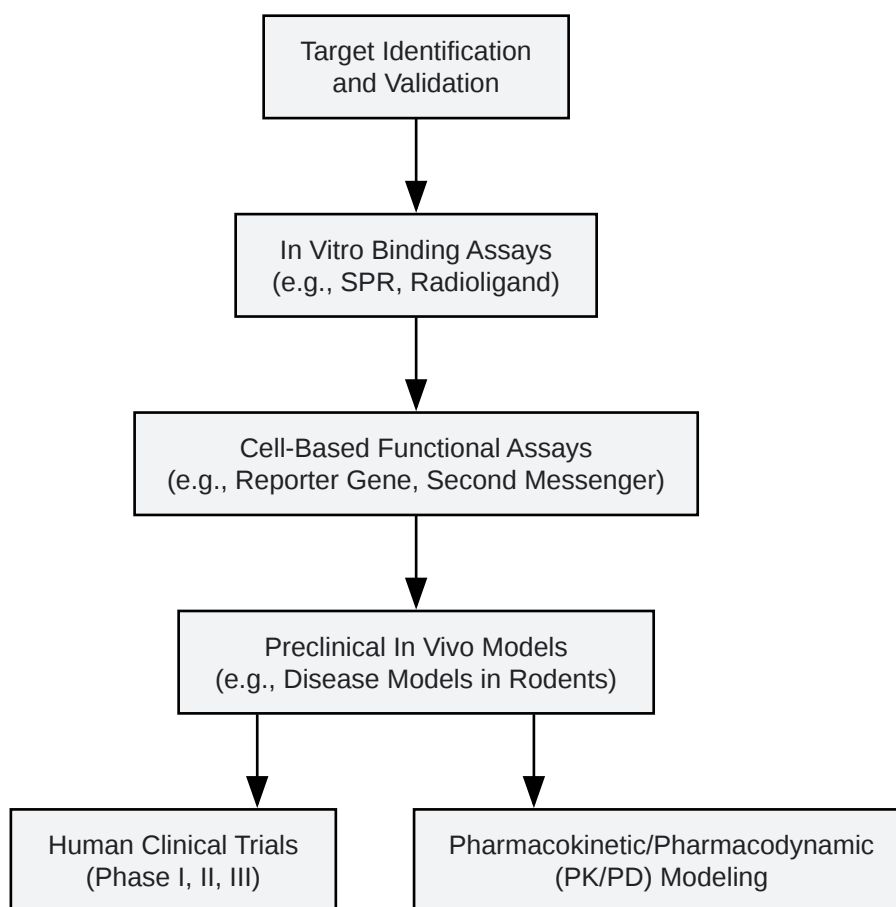 Target Identification
and Validation
In Vitro Binding Assays
(e.g., SPR, Radioligand)
Cell-Based Functional Assays
(e.g., Reporter Gene, Second Messenger)
Preclinical In Vivo Models
(e.g., Disease Models in Rodents)
Human Clinical Trials
(Phase I, II, III)
Pharmacokinetic/Pharmacodynamic
(PK/PD) Modeling